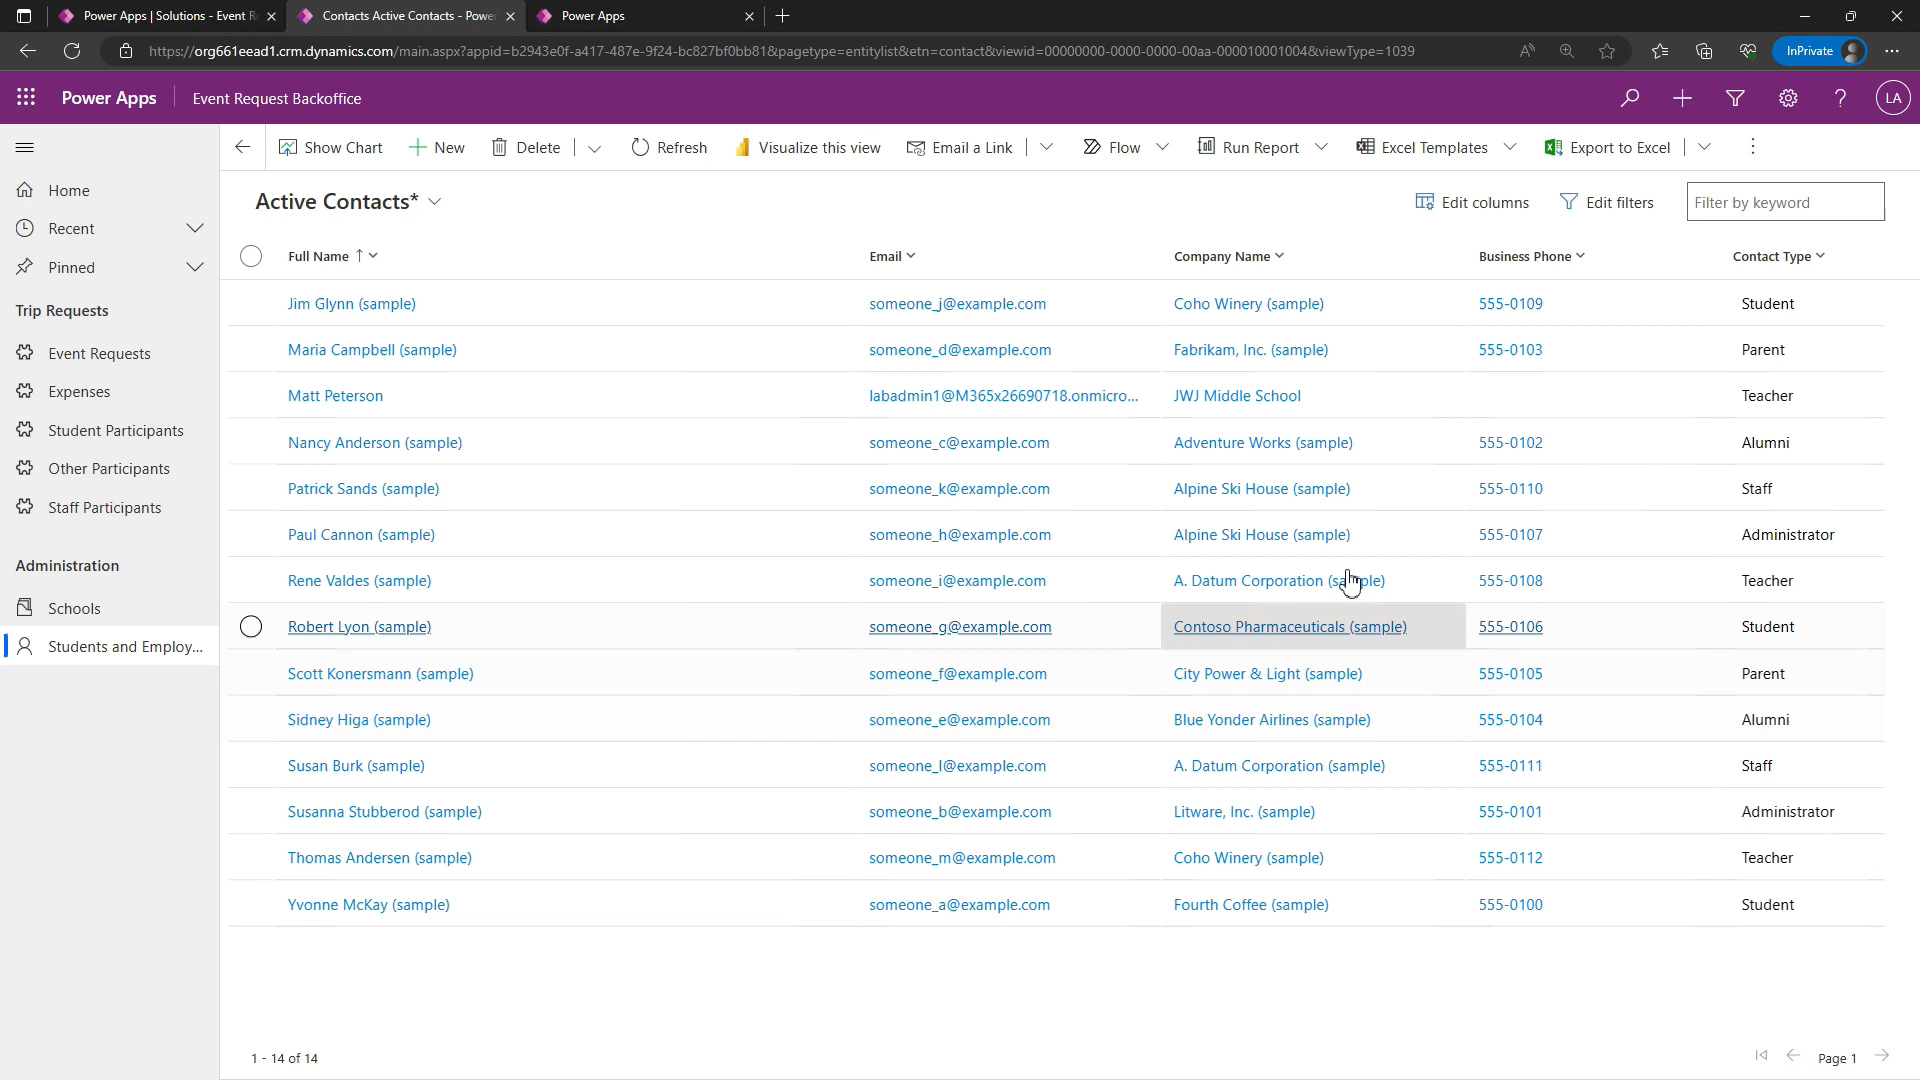 Power Apps | Solutions - Event R
Contacts Active Contacts - Power
Power Apps
https://org661eead1.crm.dynamics.com/main.aspx?appid=b2943e0f-a417-487e-9f24-bc827bf0bb81&pagetype=entitylist&etn=contact&viewid=00000000-0000-0000-00aa-000010001004&viewType=1039
InPrivate
Power Apps
Event Request Backoffice
LA
Show Chart
New
Delete
Refresh
Visualize this view
Email a Link
Flow
Run Report
Excel Templates
Export to Excel
Home
Recent
Pinned
Trip Requests
Event Requests
Expenses
Student Participants
Other Participants
Staff Participants
Administration
Schools
Students and Employ...
Active Contacts*
Edit columns
Edit filters
Filter by keyword
Full Name Email Company Name Business Phone Contact Type
Jim Glynn (sample) someone_j@example.com Coho Winery (sample) 555-0109 Student
Maria Campbell (sample) someone_d@example.com Fabrikam, Inc. (sample) 555-0103 Parent
Matt Peterson labadmin1@M365x26690718.onmicro... JWJ Middle School Teacher
Nancy Anderson (sample) someone_c@example.com Adventure Works (sample) 555-0102 Alumni
Patrick Sands (sample) someone_k@example.com Alpine Ski House (sample) 555-0110 Staff
Paul Cannon (sample) someone_h@example.com Alpine Ski House (sample) 555-0107 Administrator
Rene Valdes (sample) someone_i@example.com A. Datum Corporation (sample) 555-0108 Teacher
Robert Lyon (sample) someone_g@example.com Contoso Pharmaceuticals (sample) 555-0106 Student
Scott Konersmann (sample) someone_f@example.com City Power & Light (sample) 555-0105 Parent
Sidney Higa (sample) someone_e@example.com Blue Yonder Airlines (sample) 555-0104 Alumni
Susan Burk (sample) someone_l@example.com A. Datum Corporation (sample) 555-0111 Staff
Susanna Stubberod (sample) someone_b@example.com Litware, Inc. (sample) 555-0101 Administrator
Thomas Andersen (sample) someone_m@example.com Coho Winery (sample) 555-0112 Teacher
Yvonne McKay (sample) someone_a@example.com Fourth Coffee (sample) 555-0100 Student
1 - 14 of 14
Page 1